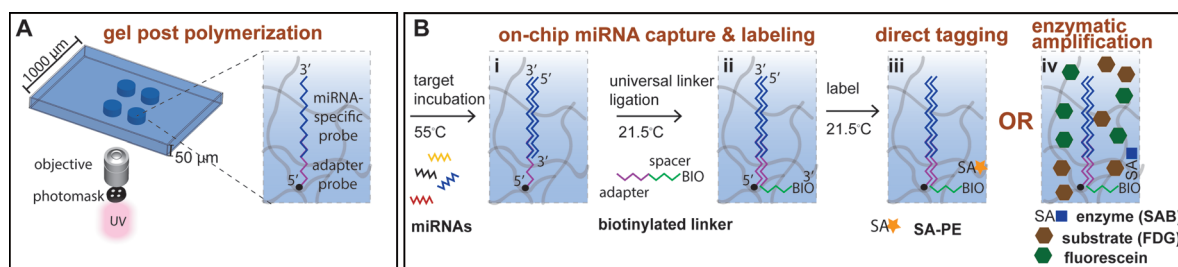 A
gel post polymerization
1000 μm
50 μm
objective
photomask
UV
3’
miRNA-
specific
probe
adapter
probe
5’
B
on-chip miRNA capture & labeling
target
incubation
55°C
miRNAs
i
3’
5’
3’
5’
universal linker
ligation
21.5°C
spacer
BIO
adapter
biotinylated linker
ii
3’
5’
3’
5’
BIO
label
21.5°C
SA
SA-PE
direct tagging
iii
SA
BIO
OR
enzymatic
amplification
iv
SA
BIO
SA enzyme (SAB)
substrate (FDG)
fluorescein